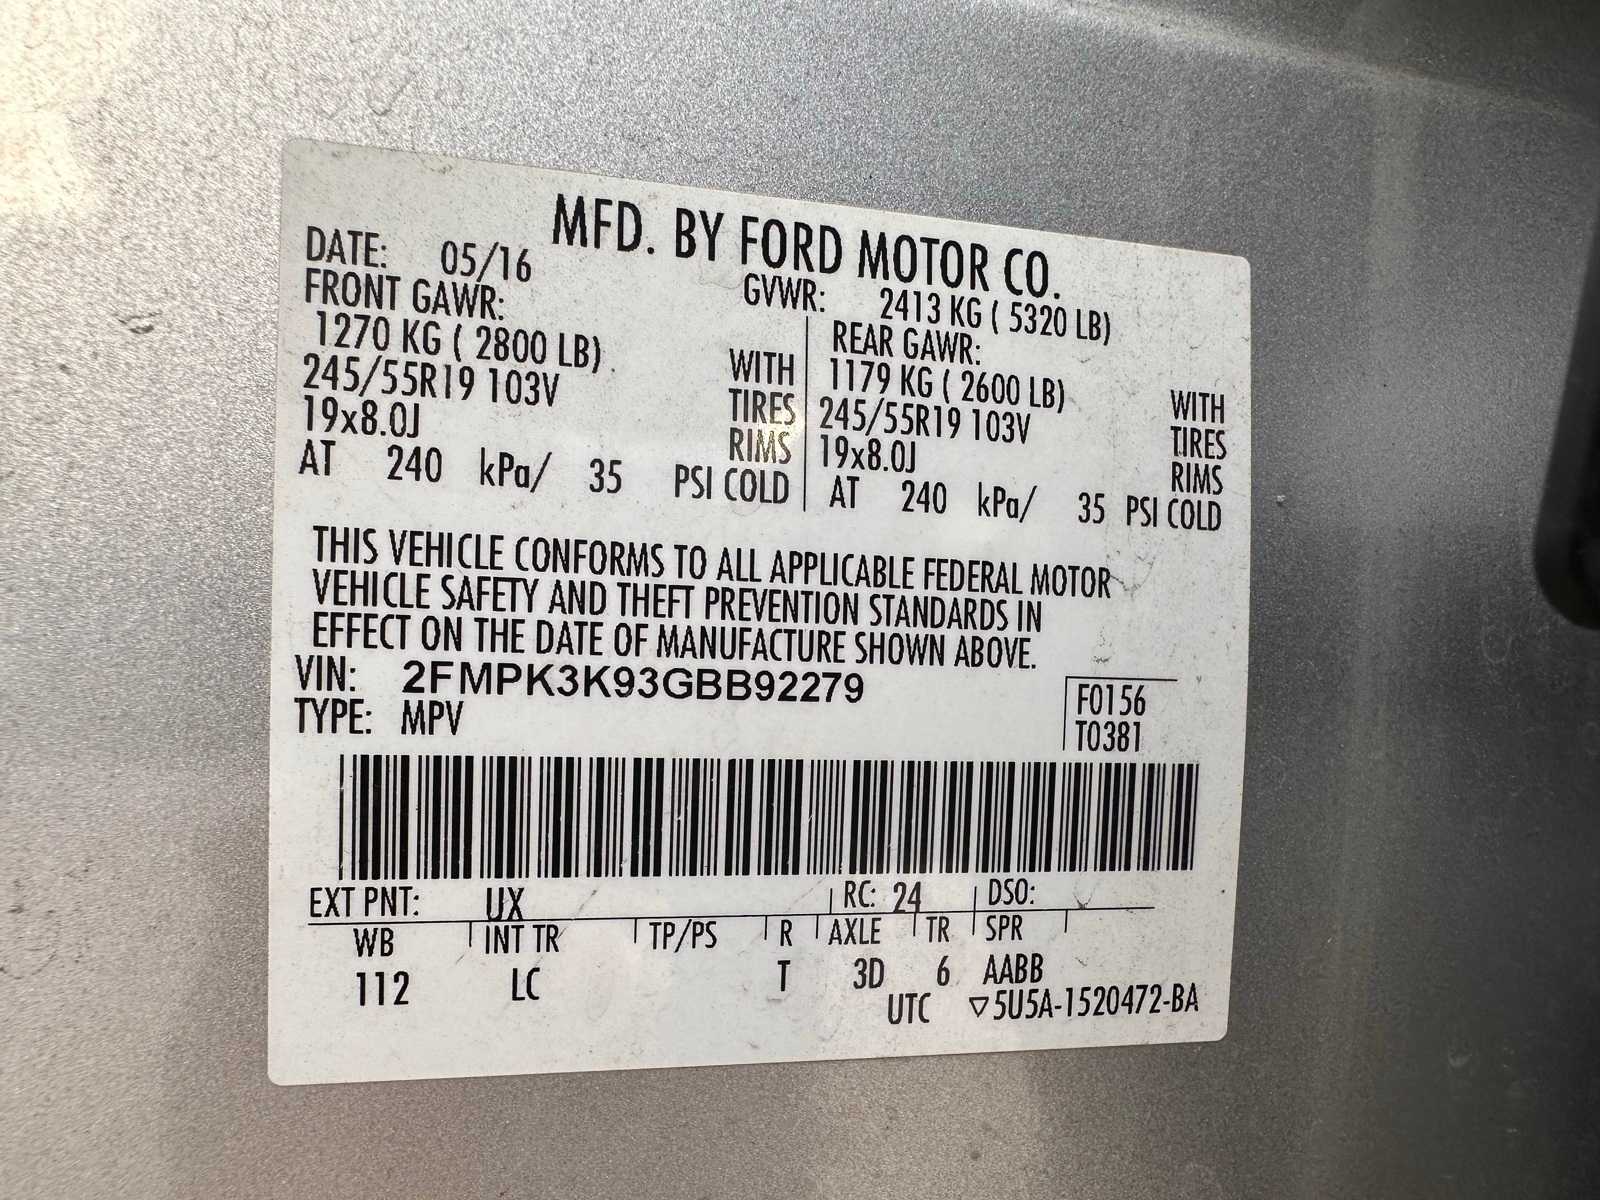 MFD. BY FORD MOTOR CO.
DATE: 05/16 GVWR: 2413 KG ( 5320 LB)
FRONT GAWR: REAR GAWR:
1270 KG ( 2800 LB) WITH 1179 KG ( 2600 LB) WITH
245/55R19 103V TIRES 245/55R19 103V TIRES
19x8.0J RIMS 19x8.0J RIMS
AT 240 kPa/ 35 PSI COLD AT 240 kPa/ 35 PSI COLD
THIS VEHICLE CONFORMS TO ALL APPLICABLE FEDERAL MOTOR
VEHICLE SAFETY AND THEFT PREVENTION STANDARDS IN
EFFECT ON THE DATE OF MANUFACTURE SHOWN ABOVE.
VIN: 2FMPK3K93GBB92279 F0156
TYPE: MPV T0381
EXT PNT: UX RC: 24 DSO:
WB INT TR TP/PS R AXLE TR SPR
112 LC T 3D 6 AABB
UTC ▽5U5A-1520472-BA